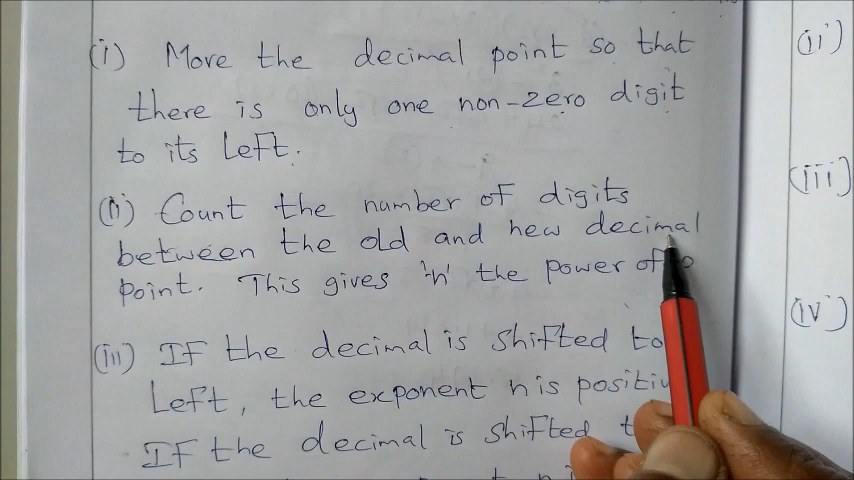 (i) Move the decimal point so that
there is only one non-zero digit
to its Left.
(ii) Count the number of digits
between the old and new decimal
point. This gives 'n' the power of
(iii) IF the decimal is shifted to
Left, the exponent n is
IF the decimal is shifted
(ii)
(iii)
(iv)